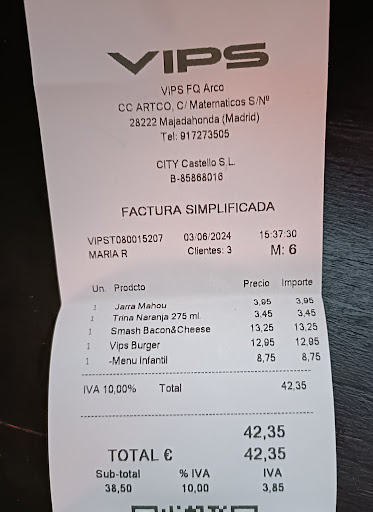 VIPS
VIPS FQ Arco
CC ARTCO, C/ Matematicos S/Nº
28222 Majadahonda (Madrid)
Tel: 917273505
CITY Castello S.L.
B-85868016
FACTURA SIMPLIFICADA
VIPST080015207 03/06/2024 15:37:30
MARIA R Clientes: 3 M: 6
Un. Prodcto Precio Importe
1 Jarra Mahou 3,95 3,95
1 Trina Naranja 275 ml. 3,45 3,45
1 Smash Bacon&Cheese 13,25 13,25
1 Vips Burger 12,95 12,95
1 -Menu Infantil 8,75 8,75
IVA 10,00% Total 42,35
42,35
TOTAL € 42,35
Sub-total % IVA IVA
38,50 10,00 3,85